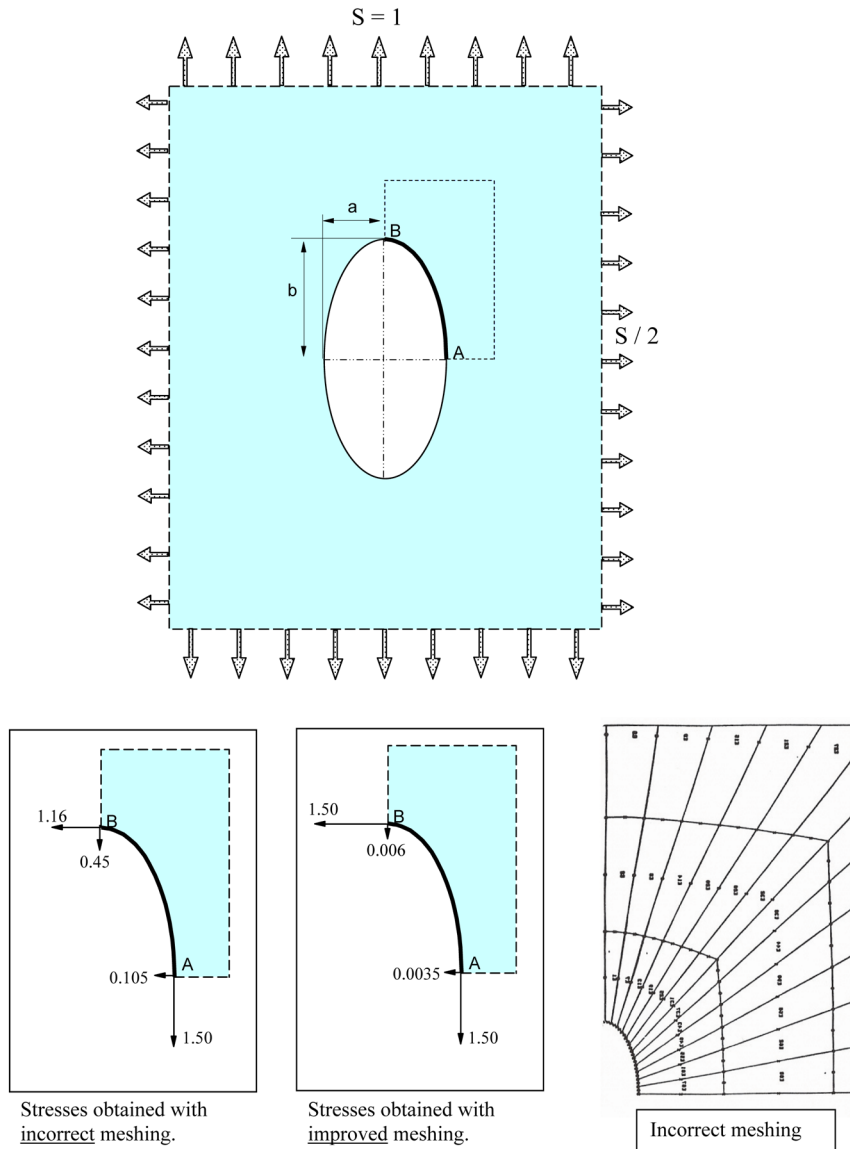 S = 1
a
B
b
A
S / 2
1.16
B
0.45
A
0.105
1.50
1.50
B
0.006
A
0.0035
1.50
Stresses obtained with
incorrect meshing.
Stresses obtained with
improved meshing.
Incorrect meshing